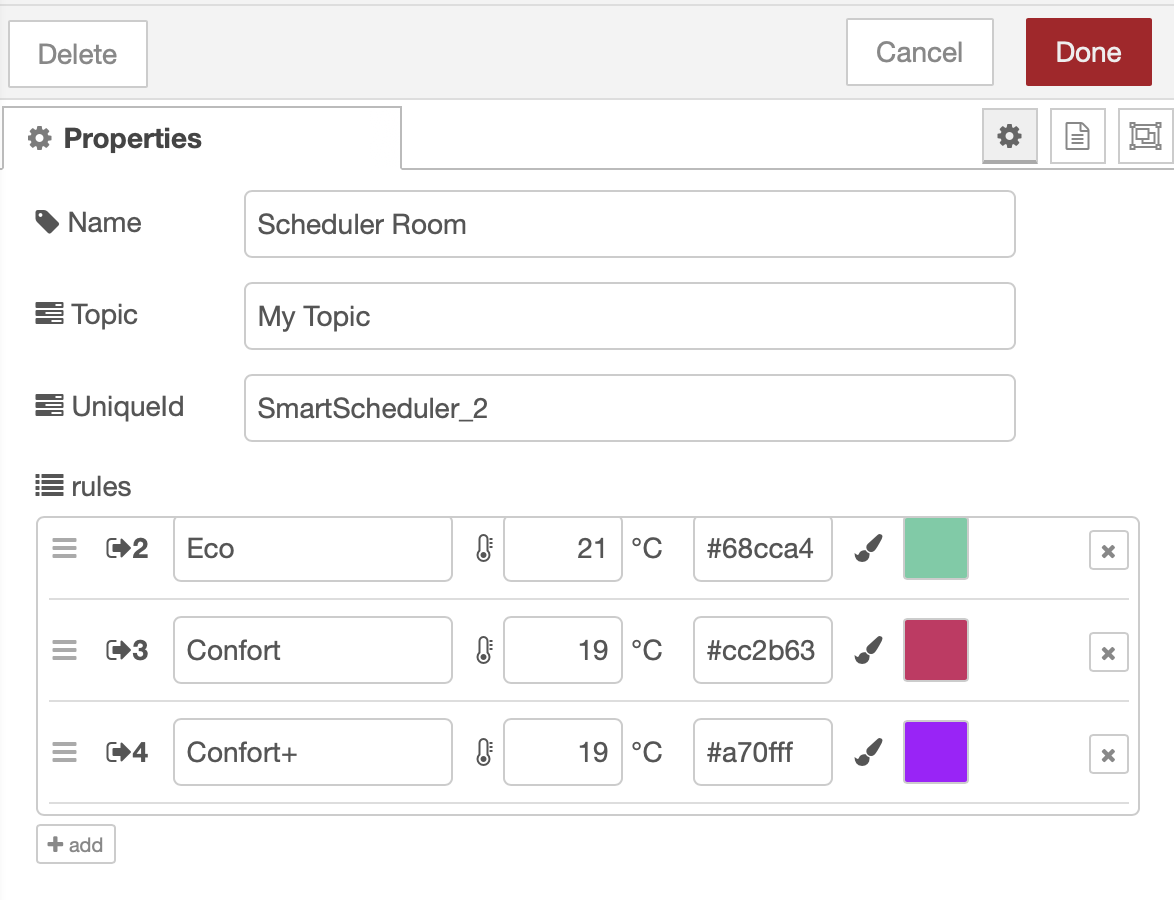 Delete
Cancel
Done
Properties
Name
Scheduler Room
Topic
My Topic
UniqueId
SmartScheduler_2
rules
2 Eco 21 °C #68cca4
3 Confort 19 °C #cc2b63
4 Confort+ 19 °C #a70fff
add